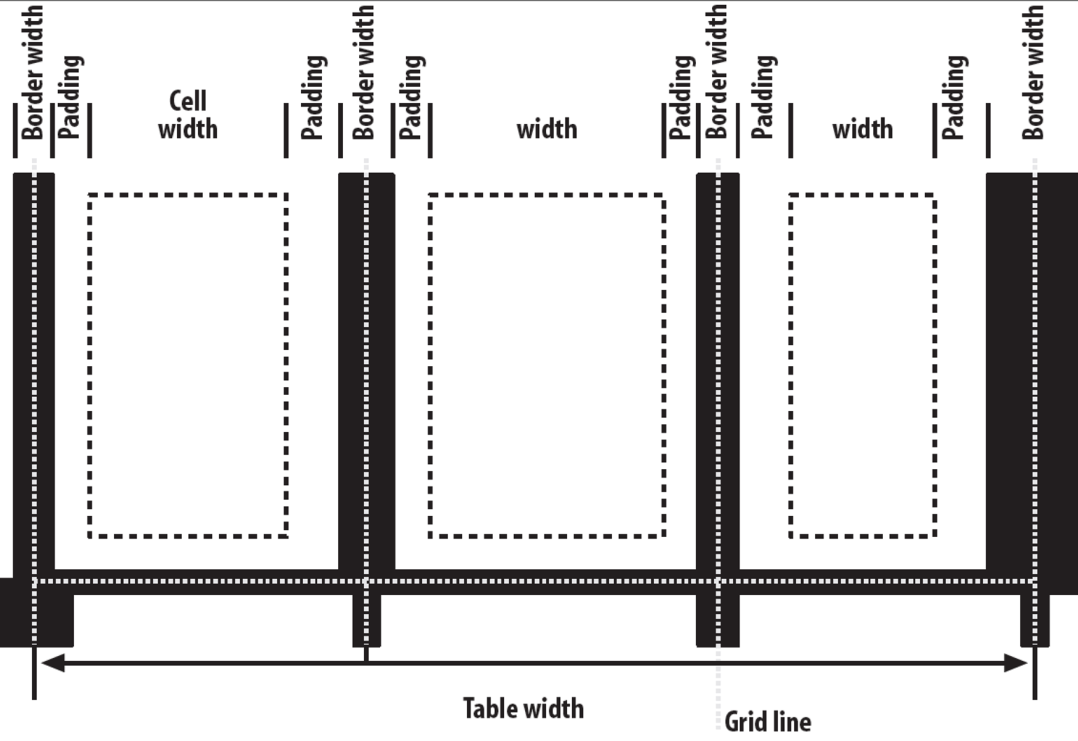 Border width
Padding
Cell
width
Padding
Border width
Padding
width
Padding
Border width
Padding
width
Padding
Border width
Table width
Grid line